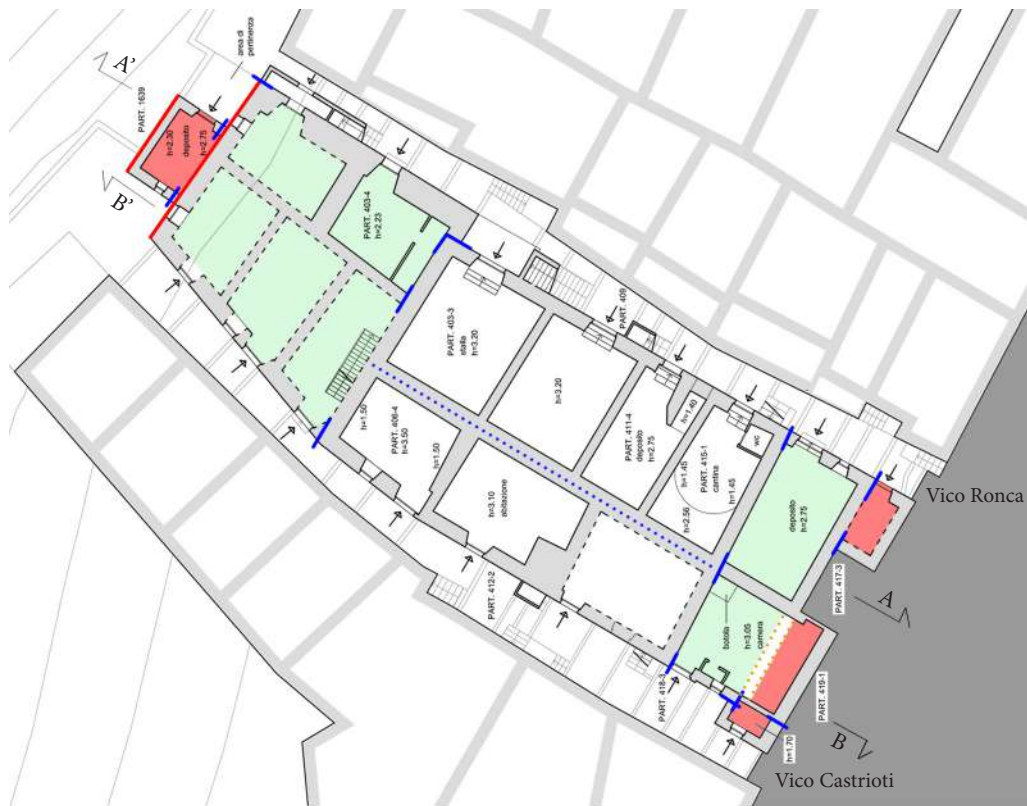 A'
B'
PART. 1639
area di
pertinenza
h=2.30
deposito
h=2.75
PART. 403-4
h=2.23
PART. 403-3
stalla
h=3.20
PART. 409
h=3.20
h=1.50
PART. 406-4
h=3.50
h=1.50
PART. 411-4
deposito
h=2.75
h=1.40
h=3.10
abitazione
h=1.45
PART. 415-1
cantina
h=1.45
h=2.56
wc
PART. 412-2
deposito
h=2.75
Vico Ronca
PART. 417-3
A
botola
h=3.05
camera
PART. 418-3
PART. 419-1
B
h=1.70
Vico Castrioti